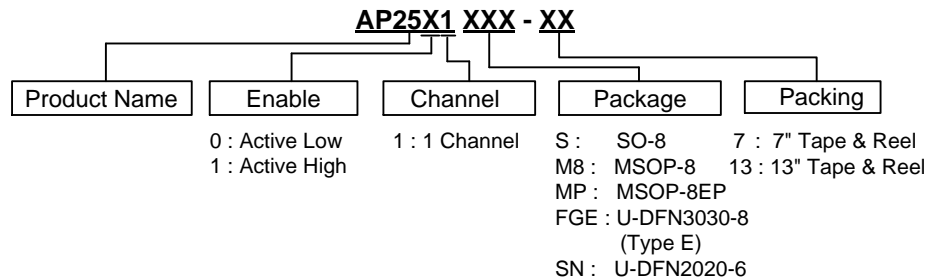 AP25X1 XXX - XX
Product Name
Enable
Channel
Package
Packing
0 : Active Low
1 : Active High
1 : 1 Channel
S : SO-8
M8 : MSOP-8
MP : MSOP-8EP
FGE : U-DFN3030-8
(Type E)
SN : U-DFN2020-6
7 : 7" Tape & Reel
13 : 13" Tape & Reel